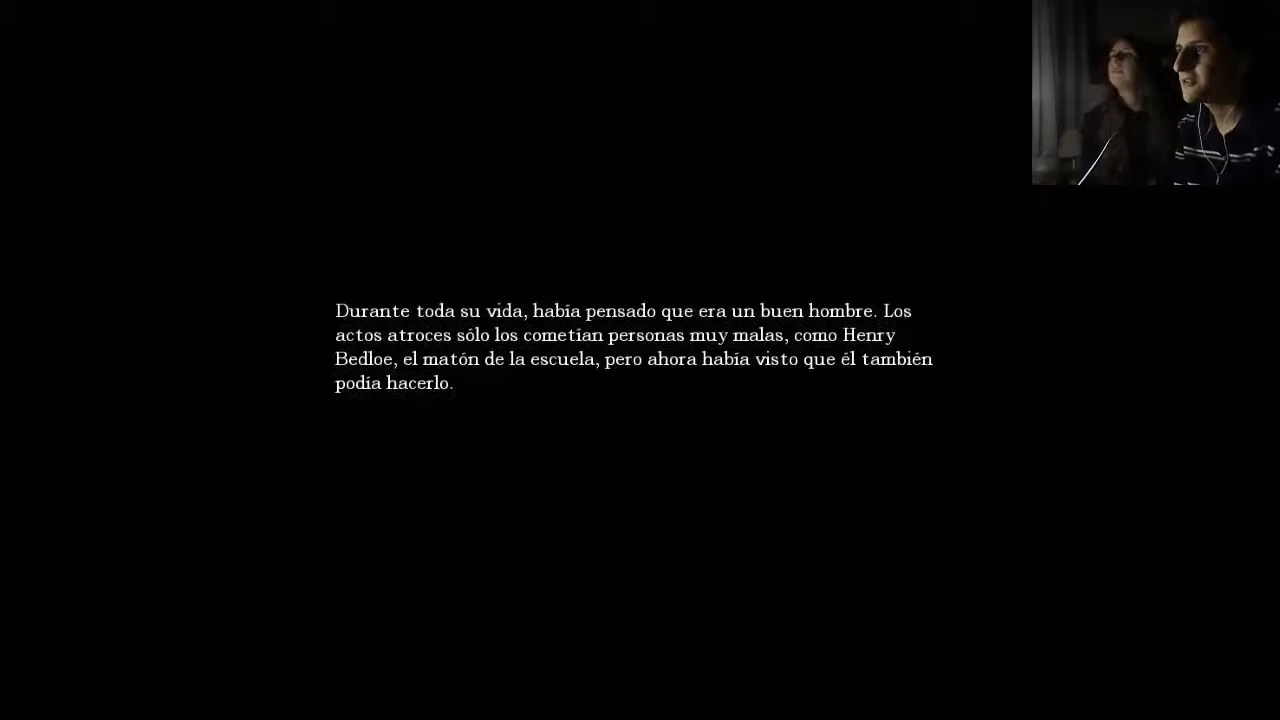 Durante toda su vida, había pensado que era un buen hombre. Los
actos atroces sólo los cometían personas muy malas, como Henry
Bedloe, el matón de la escuela, pero ahora había visto que él también
podía hacerlo.